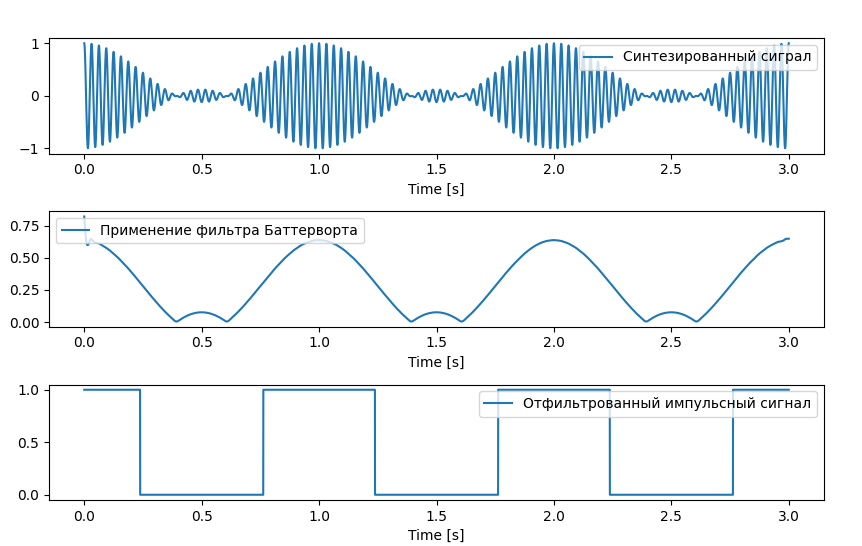 1
0
−1
Синтезированный сиграл
0.0 0.5 1.0 1.5 2.0 2.5 3.0
Time [s]
0.75
0.50
0.25
0.00
Применение фильтра Баттерворта
0.0 0.5 1.0 1.5 2.0 2.5 3.0
Time [s]
1.0
0.5
0.0
Отфильтрованный импульсный сигнал
0.0 0.5 1.0 1.5 2.0 2.5 3.0
Time [s]